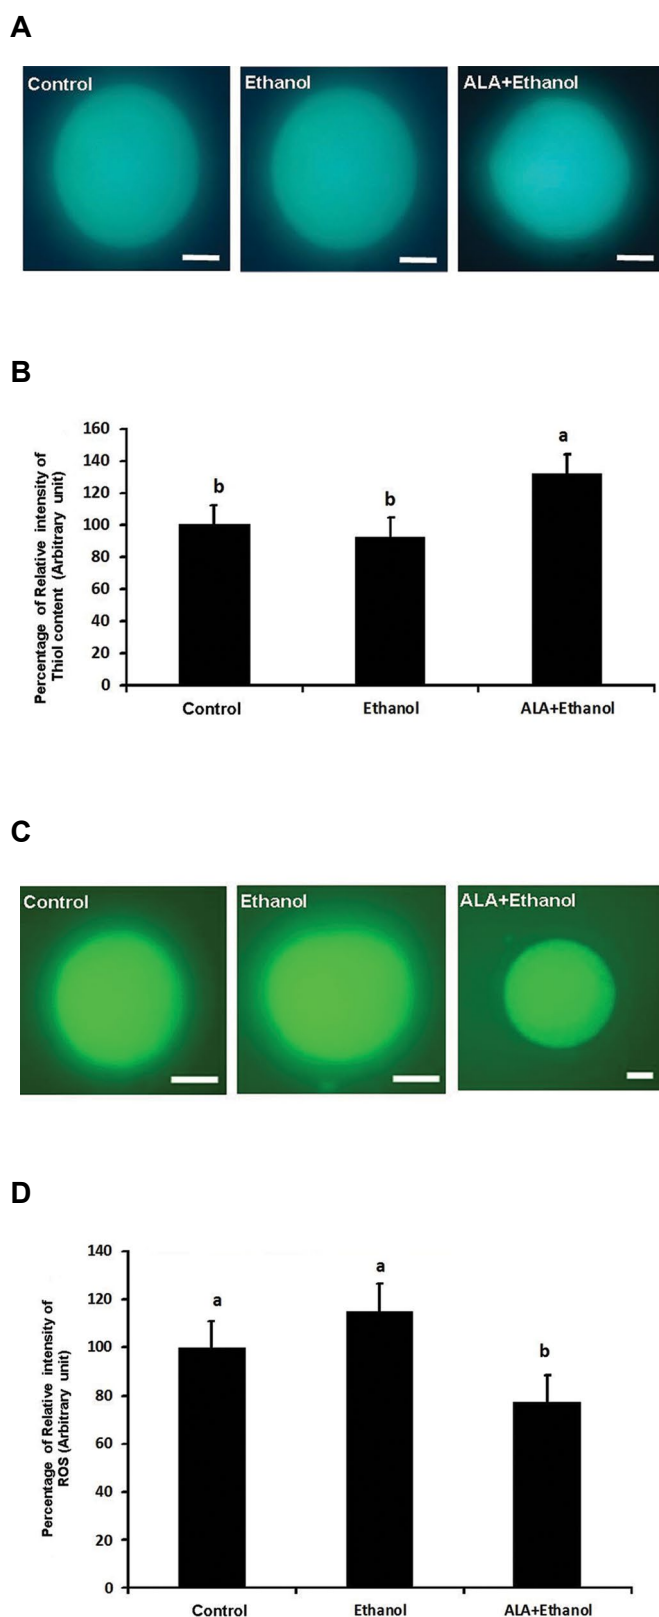 A
Control
Ethanol
ALA+Ethanol
B
Percentage of Relative intensity of
Thiol content (Arbitrary unit)
160
140
120
100
80
60
40
20
0
b
b
a
Control
Ethanol
ALA+Ethanol
C
Control
Ethanol
ALA+Ethanol
D
Percentage of Relative intensity of
ROS (Arbitrary unit)
140
120
100
80
60
40
20
0
a
a
b
Control
Ethanol
ALA+Ethanol